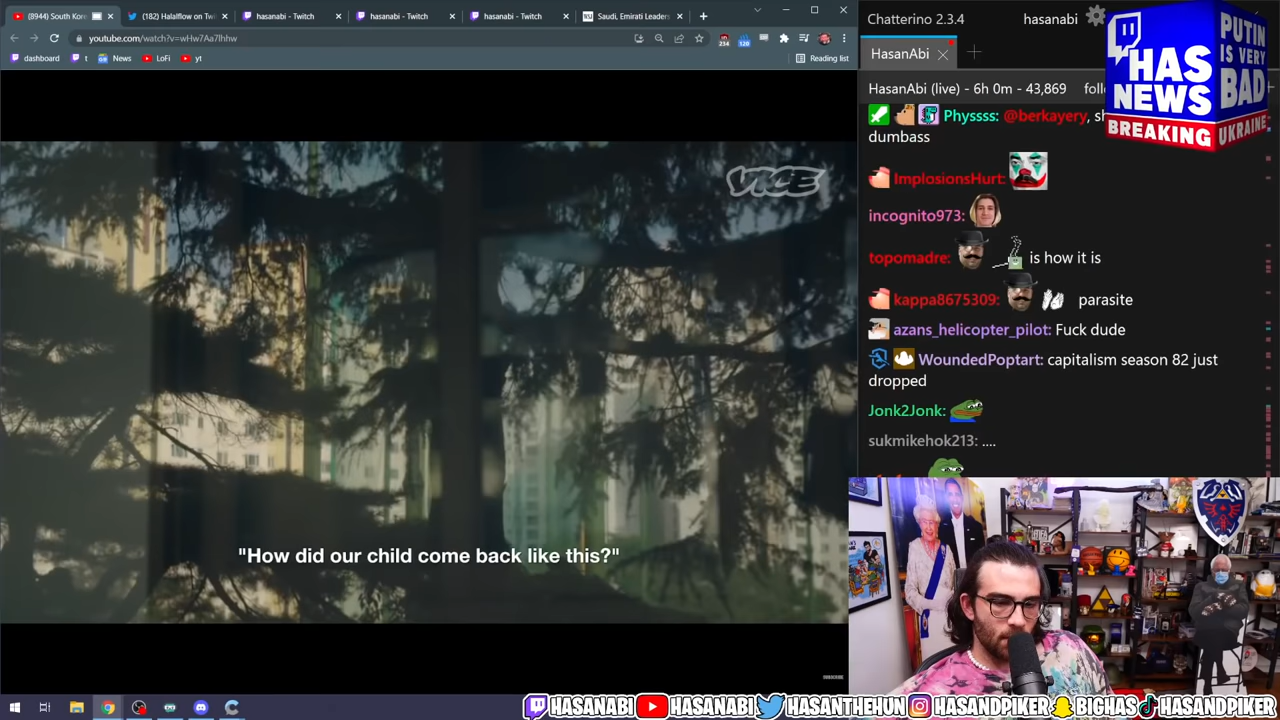 (8944) South Kore
(182) Halalflow on Tw
hasanabi - Twitch
hasanabi - Twitch
hasanabi - Twitch
Saudi, Emirati Leaders
youtube.com/watch?v=wHw7Aa7lhhw
234
120
dashboard
t
News
LoFi
yt
Reading list
VICE
"How did our child come back like this?"
SUBSCRIBE
Chatterino 2.3.4
hasanabi
HasanAbi
HasanAbi (live) - 6h 0m - 43,869
HAS
NEWS
BREAKING
PUTIN
IS VERY
BAD
UKRAINE
Physsss: @berkayery, sh
dumbass
ImplosionsHurt:
incognito973:
topomadre: is how it is
kappa8675309: parasite
azans_helicopter_pilot: Fuck dude
WoundedPoptart: capitalism season 82 just
dropped
Jonk2Jonk:
sukmikehok213: ....
HASANABI HASANABI HASANTHEHUN HASANDPIKER BIGHAS HASANDPIKER